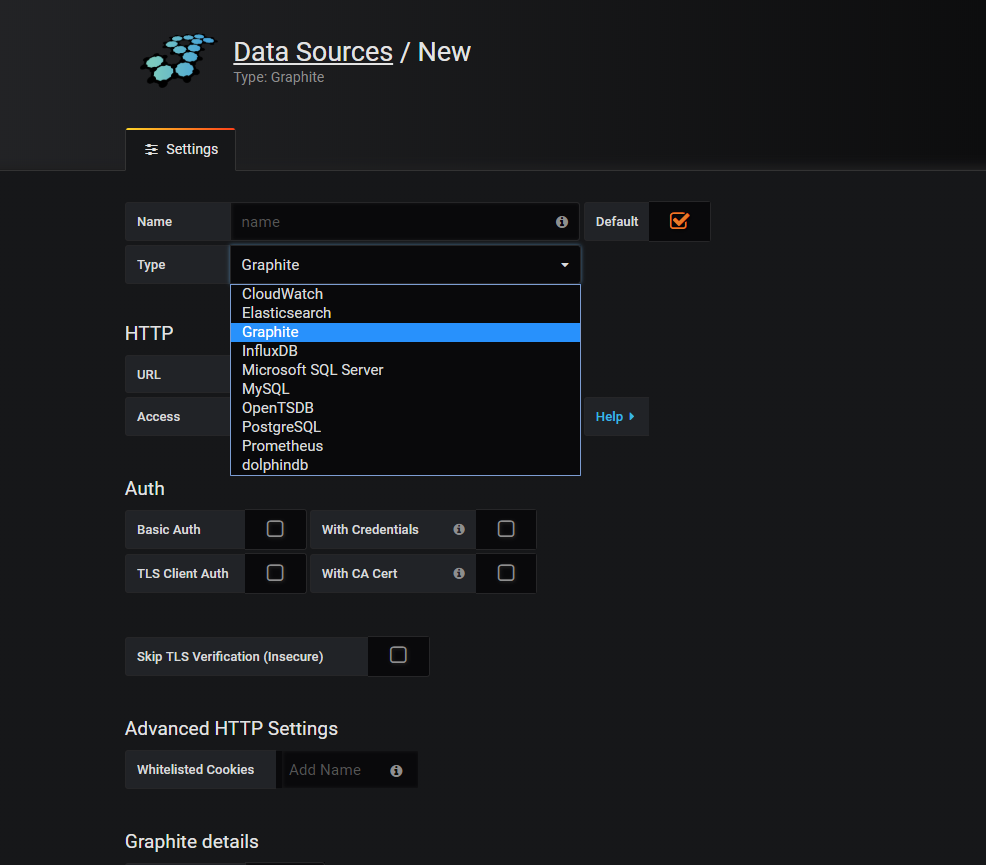 Data Sources / New
Type: Graphite
Settings
Name name Default
Type Graphite
CloudWatch
Elasticsearch
Graphite
InfluxDB
Microsoft SQL Server
MySQL
OpenTSDB
PostgreSQL
Prometheus
dolphindb
HTTP
URL
Access Help
Auth
Basic Auth With Credentials
TLS Client Auth With CA Cert
Skip TLS Verification (Insecure)
Advanced HTTP Settings
Whitelisted Cookies Add Name
Graphite details